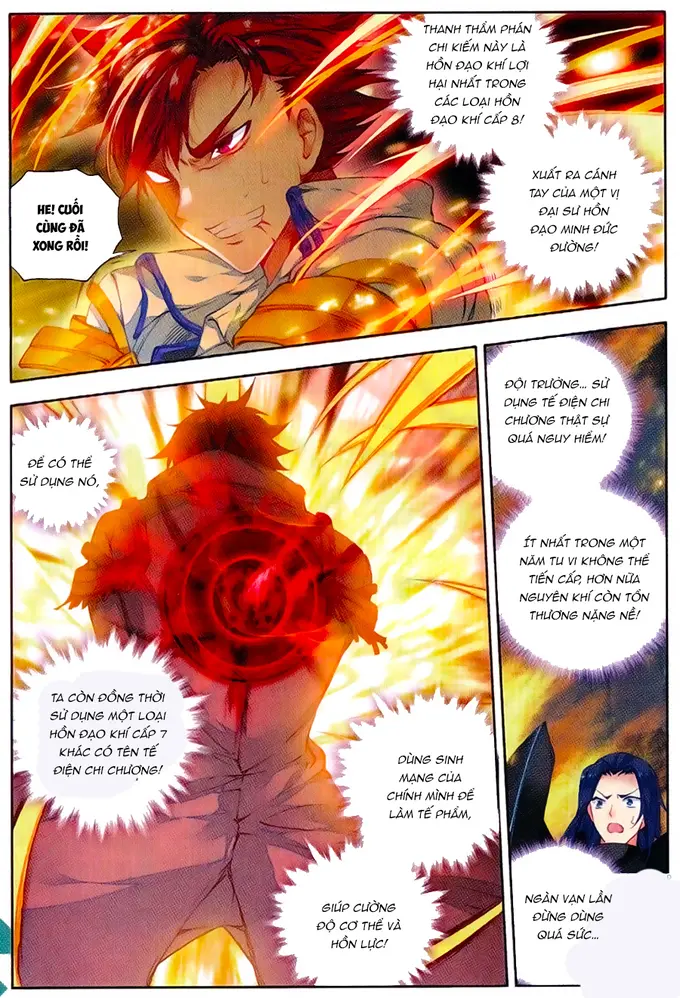 THANH THẨM PHÁN
CHI KIẾM NÀY LÀ
HỒN ĐẠO KHÍ LỢI
HẠI NHẤT TRONG
CÁC LOẠI HỒN
ĐẠO KHÍ CẤP 8!
XUẤT RA CÁNH
TAY CỦA MỘT VỊ
ĐẠI SƯ HỒN
ĐẠO MINH ĐỨC
ĐƯỜNG!
HE! CUỐI
CÙNG ĐÃ
XONG RỒI!
ĐỂ CÓ THỂ
SỬ DỤNG NÓ,
TA CÒN ĐỒNG THỜI
SỬ DỤNG MỘT LOẠI
HỒN ĐẠO KHÍ CẤP 7
KHÁC CÓ TÊN TẾ
ĐIỆN CHI CHƯỢNG!
DÙNG SINH
MẠNG CỦA
CHÍNH MÌNH ĐỂ
LÀM TẾ PHẨM,
GIÚP CƯỜNG
ĐỘ CƠ THỂ VÀ
HỒN LỰC!
ĐỘI TRƯỞNG... SỬ
DỤNG TẾ ĐIỆN CHI
CHƯƠNG THẬT SỰ
QUÁ NGUY HIỂM!
ÍT NHẤT TRONG MỘT
NĂM TU VI KHÔNG THỂ
TIẾN CẤP, HƠN NỮA
NGUYÊN KHÍ CÒN TỔN
THƯƠNG NẶNG NỀ!
NGÀN VẠN LẦN
ĐỪNG DÙNG
QUÁ SỨC...